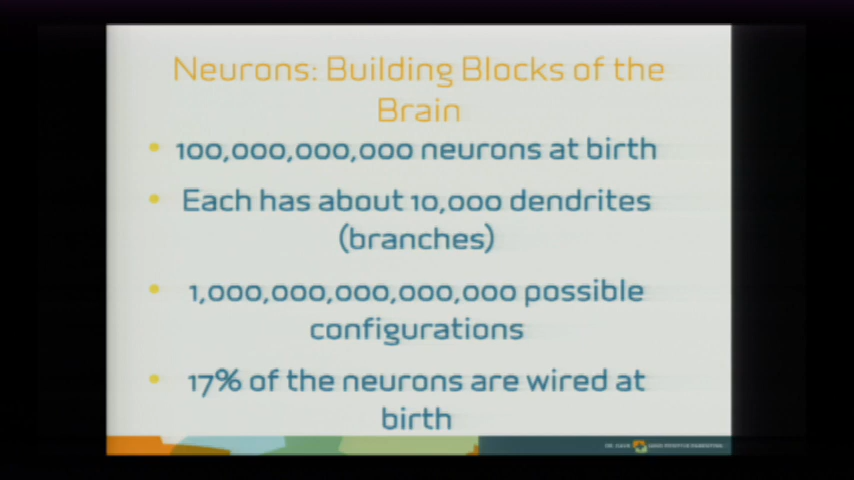 Neurons: Building Blocks of the
Brain
• 100,000,000,000 neurons at birth
• Each has about 10,000 dendrites
(branches)
• 1,000,000,000,000,000 possible
configurations
• 17% of the neurons are wired at
birth